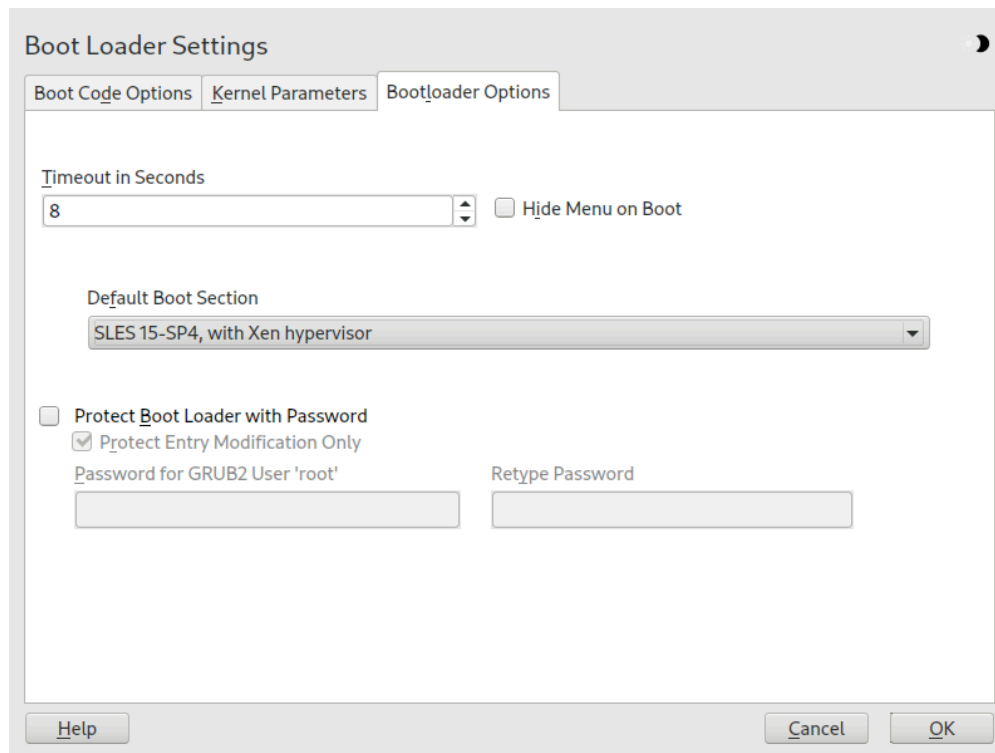 Boot Loader Settings
Boot Code Options Kernel Parameters Bootloader Options
Timeout in Seconds
8 Hide Menu on Boot
Default Boot Section
SLES 15-SP4, with Xen hypervisor
Protect Boot Loader with Password
Protect Entry Modification Only
Password for GRUB2 User 'root' Retype Password
Help Cancel OK